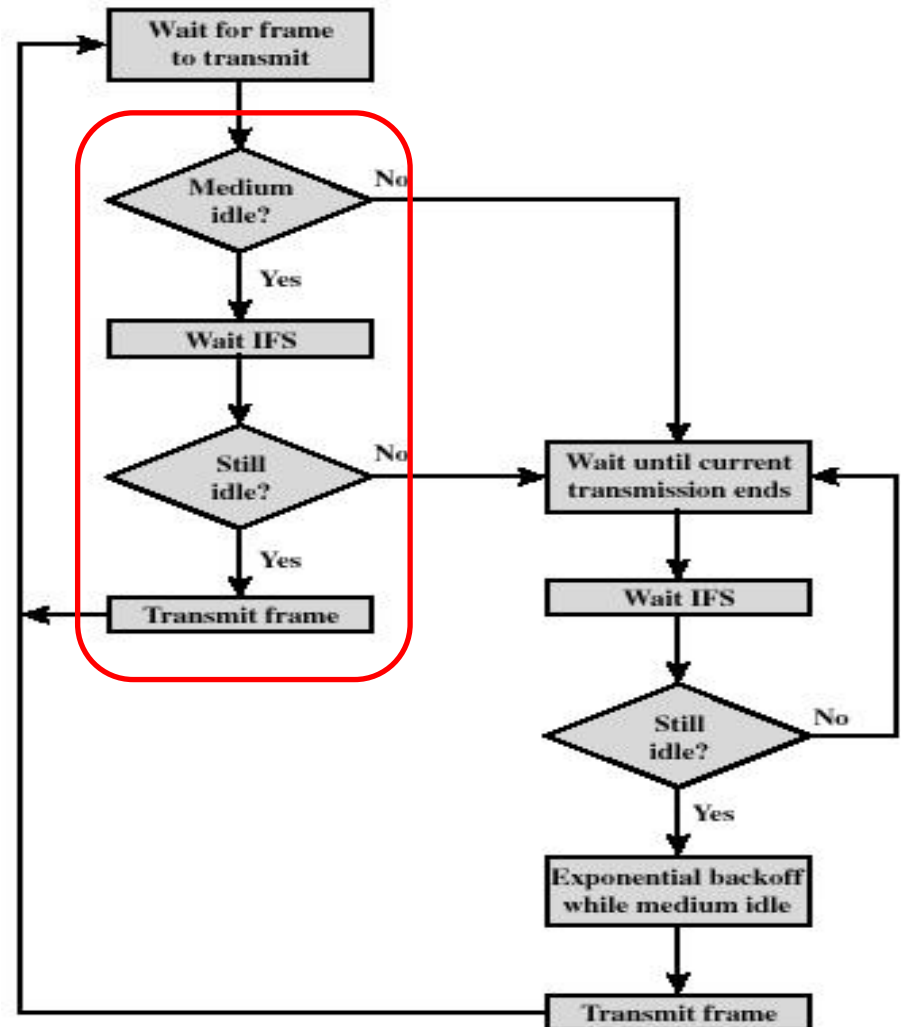 Wait for frame
to transmit
Medium
idle?
No
Yes
Wait IFS
Still
idle?
No
Yes
Transmit frame
Wait until current
transmission ends
Wait IFS
Still
idle?
No
Yes
Exponential backoff
while medium idle
Transmit frame